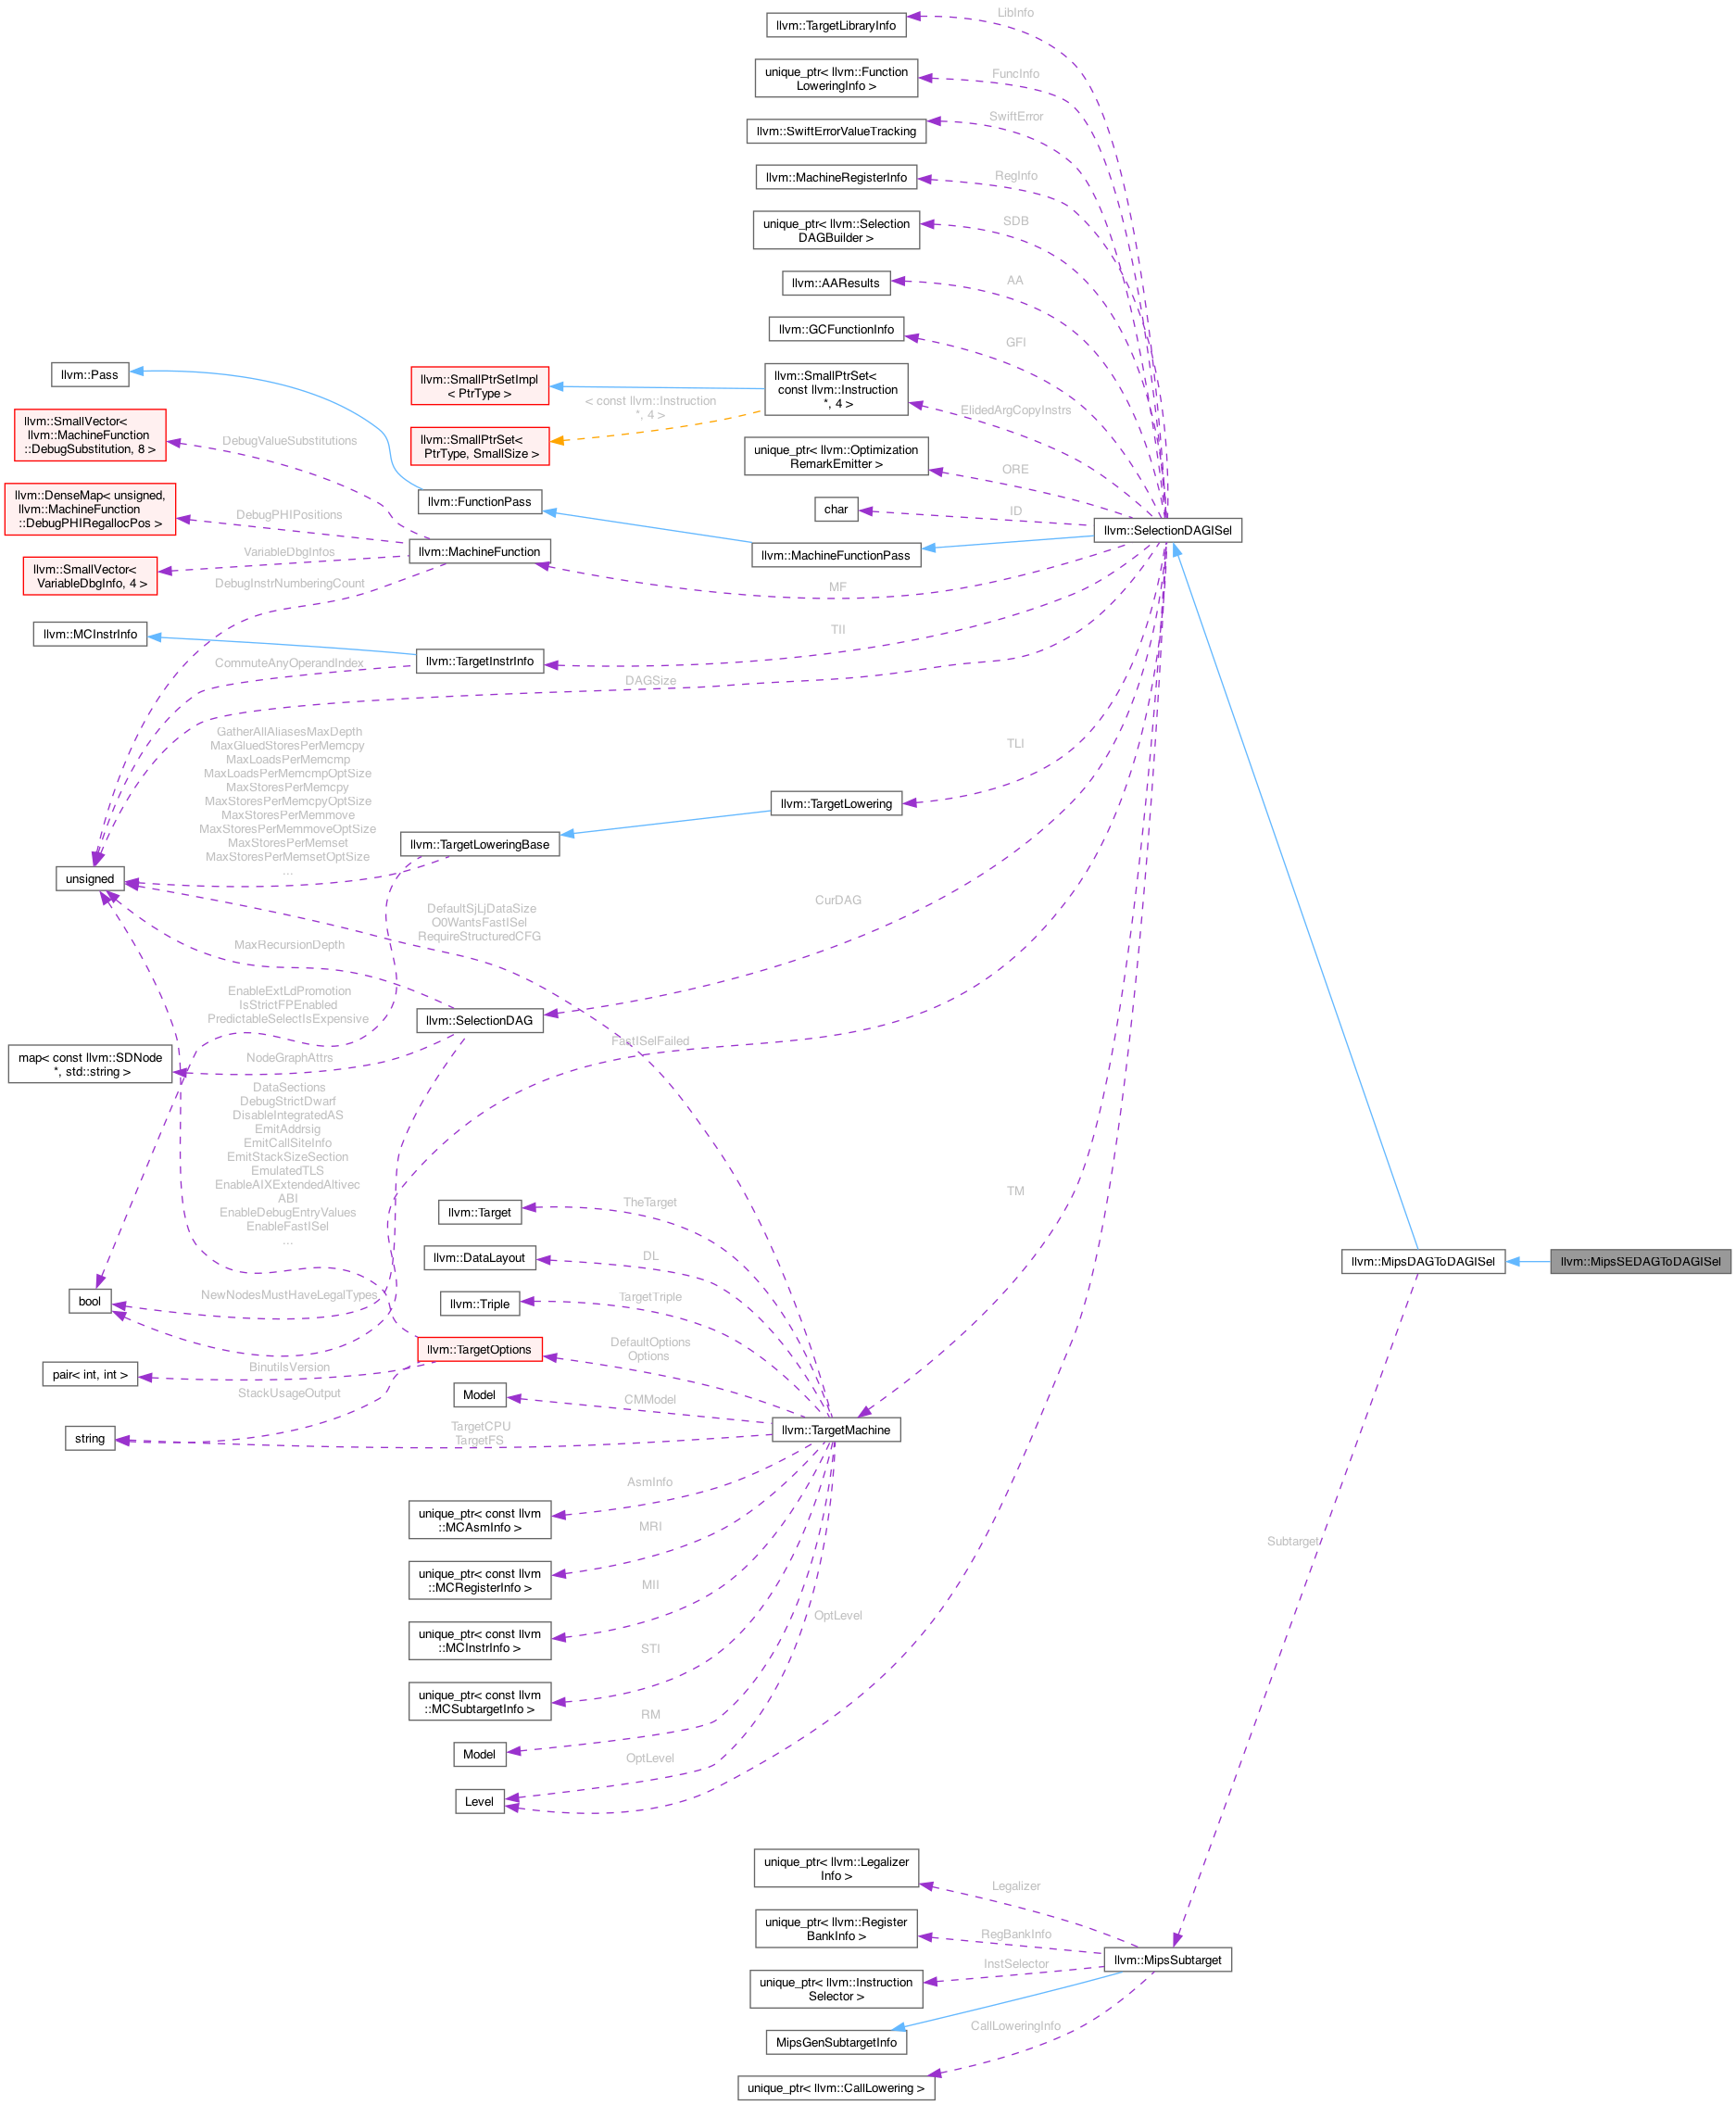 LibInfo
llvm::TargetLibraryInfo
unique_ptr< llvm::Function
LoweringInfo >
FuncInfo
SwiftError
llvm::SwiftErrorValueTracking
llvm::MachineRegisterInfo
RegInfo
unique_ptr< llvm::Selection
DAGBuilder >
SDB
llvm::AAResults
AA
llvm::GCFunctionInfo
GFI
llvm::Pass
llvm::SmallPtrSetImpl
< PtrType >
llvm::SmallPtrSet<
const llvm::Instruction
*, 4 >
< const llvm::Instruction
*, 4 >
ElidedArgCopyInstrs
llvm::SmallVector<
llvm::MachineFunction
::DebugSubstitution, 8 >
DebugValueSubstitutions
llvm::SmallPtrSet<
PtrType, SmallSize >
unique_ptr< llvm::Optimization
RemarkEmitter >
ORE
llvm::DenseMap< unsigned,
llvm::MachineFunction
::DebugPHIRegallocPos >
DebugPHIPositions
llvm::FunctionPass
char
ID
llvm::SelectionDAGISel
VariableDbgInfos
llvm::MachineFunction
llvm::MachineFunctionPass
llvm::SmallVector<
VariableDbgInfo, 4 >
DebugInstrNumberingCount
MF
llvm::MCInstrInfo
TII
CommuteAnyOperandIndex
llvm::TargetInstrInfo
DAGSize
GatherAllAliasesMaxDepth
MaxGluedStoresPerMemcpy
MaxLoadsPerMemcmp
MaxLoadsPerMemcmpOptSize
MaxStoresPerMemcpy
MaxStoresPerMemcpyOptSize
MaxStoresPerMemmove
MaxStoresPerMemmoveOptSize
MaxStoresPerMemset
MaxStoresPerMemsetOptSize
...
TLI
llvm::TargetLowering
llvm::TargetLoweringBase
unsigned
DefaultSjLjDataSize
O0WantsFastISel
RequireStructuredCFG
CurDAG
MaxRecursionDepth
EnableExtLdPromotion
IsStrictFPEnabled
PredictableSelectIsExpensive
llvm::SelectionDAG
FastISelFailed
map< const llvm::SDNode
*, std::string >
NodeGraphAttrs
DataSections
DebugStrictDwarf
DisableIntegratedAS
EmitAddrsig
EmitCallSiteInfo
EmitStackSizeSection
EmulatedTLS
EnableAIXExtendedAltivec
ABI
EnableDebugEntryValues
EnableFastISel
...
TM
llvm::Target
TheTarget
llvm::DataLayout
DL
llvm::MipsDAGToDAGISel
llvm::MipsSEDAGToDAGISel
bool
NewNodesMustHaveLegalTypes
llvm::Triple
TargetTriple
llvm::TargetOptions
DefaultOptions
Options
pair< int, int >
BinutilsVersion
StackUsageOutput
Model
CMModel
string
TargetCPU
TargetFS
llvm::TargetMachine
AsmInfo
unique_ptr< const llvm
::MCAsmInfo >
MRI
unique_ptr< const llvm
::MCRegisterInfo >
MII
unique_ptr< const llvm
::MCInstrInfo >
STI
unique_ptr< const llvm
::MCSubtargetInfo >
RM
Model
OptLevel
OptLevel
Level
Subtarget
unique_ptr< llvm::Legalizer
Info >
Legalizer
unique_ptr< llvm::Register
BankInfo >
RegBankInfo
llvm::MipsSubtarget
unique_ptr< llvm::Instruction
Selector >
InstSelector
MipsGenSubtargetInfo
CallLoweringInfo
unique_ptr< llvm::CallLowering >